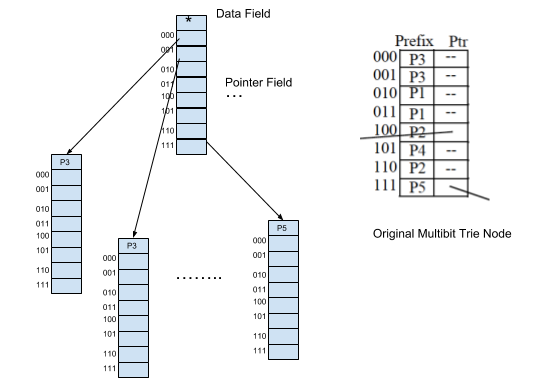 *
Data Field
000
001
010
011
100
101
110
111
Pointer Field
...
P3
000
001
010
011
100
101
110
111
P3
000
001
010
011
100
101
110
111
........
P5
000
001
010
011
100
101
110
111
Prefix Ptr
000 P3 --
001 P3 --
010 P1 --
011 P1 --
100 P2
101 P4 --
110 P2 --
111 P5
Original Multibit Trie Node